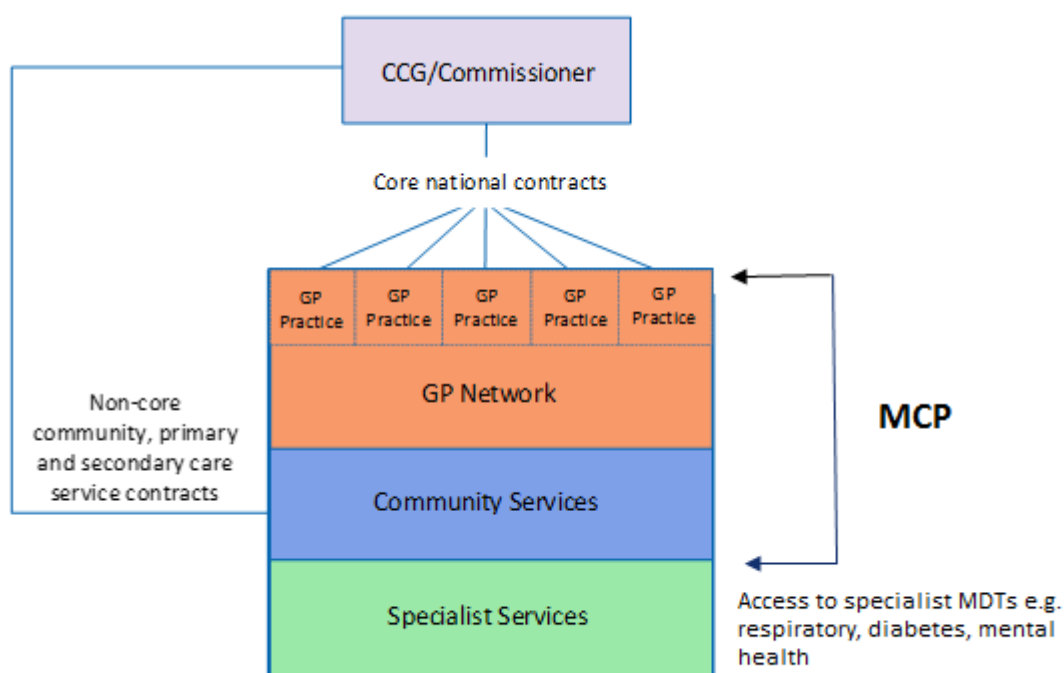 CCG/Commissioner
Core national contracts
GP
Practice
GP
Practice
GP
Practice
GP
Practice
GP
Practice
GP Network
Non-core
community, primary
and secondary care
service contracts
MCP
Community Services
Specialist Services
Access to specialist MDTs e.g.
respiratory, diabetes, mental
health